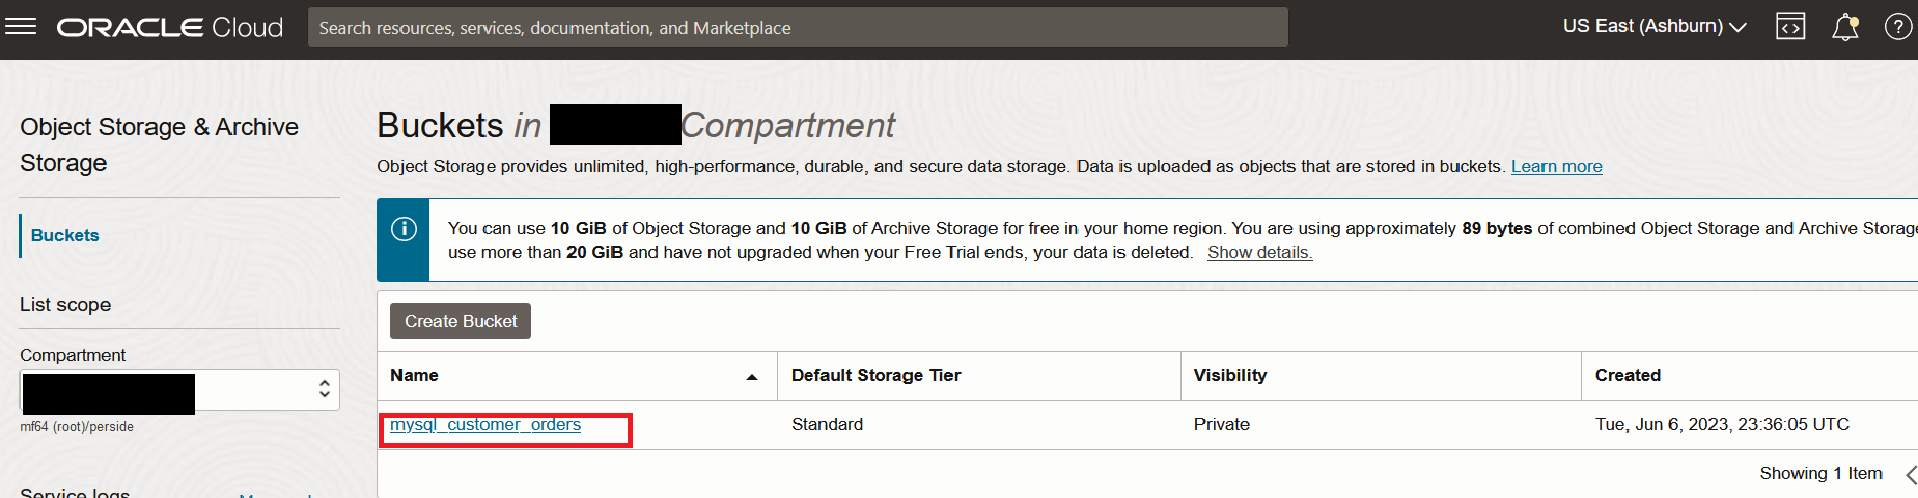 ORACLE Cloud
Search resources, services, documentation, and Marketplace
US East (Ashburn)
Object Storage & Archive
Storage
Buckets
List scope
Compartment
mf64 (root)/perside
Buckets in Compartment
Object Storage provides unlimited, high-performance, durable, and secure data storage. Data is uploaded as objects that are stored in buckets. Learn more
You can use 10 GiB of Object Storage and 10 GiB of Archive Storage for free in your home region. You are using approximately 89 bytes of combined Object Storage and Archive Storage
use more than 20 GiB and have not upgraded when your Free Trial ends, your data is deleted. Show details.
Create Bucket
Name Default Storage Tier Visibility Created
mysql_customer_orders Standard Private Tue, Jun 6, 2023, 23:36:05 UTC
Showing 1 Item
Service logs